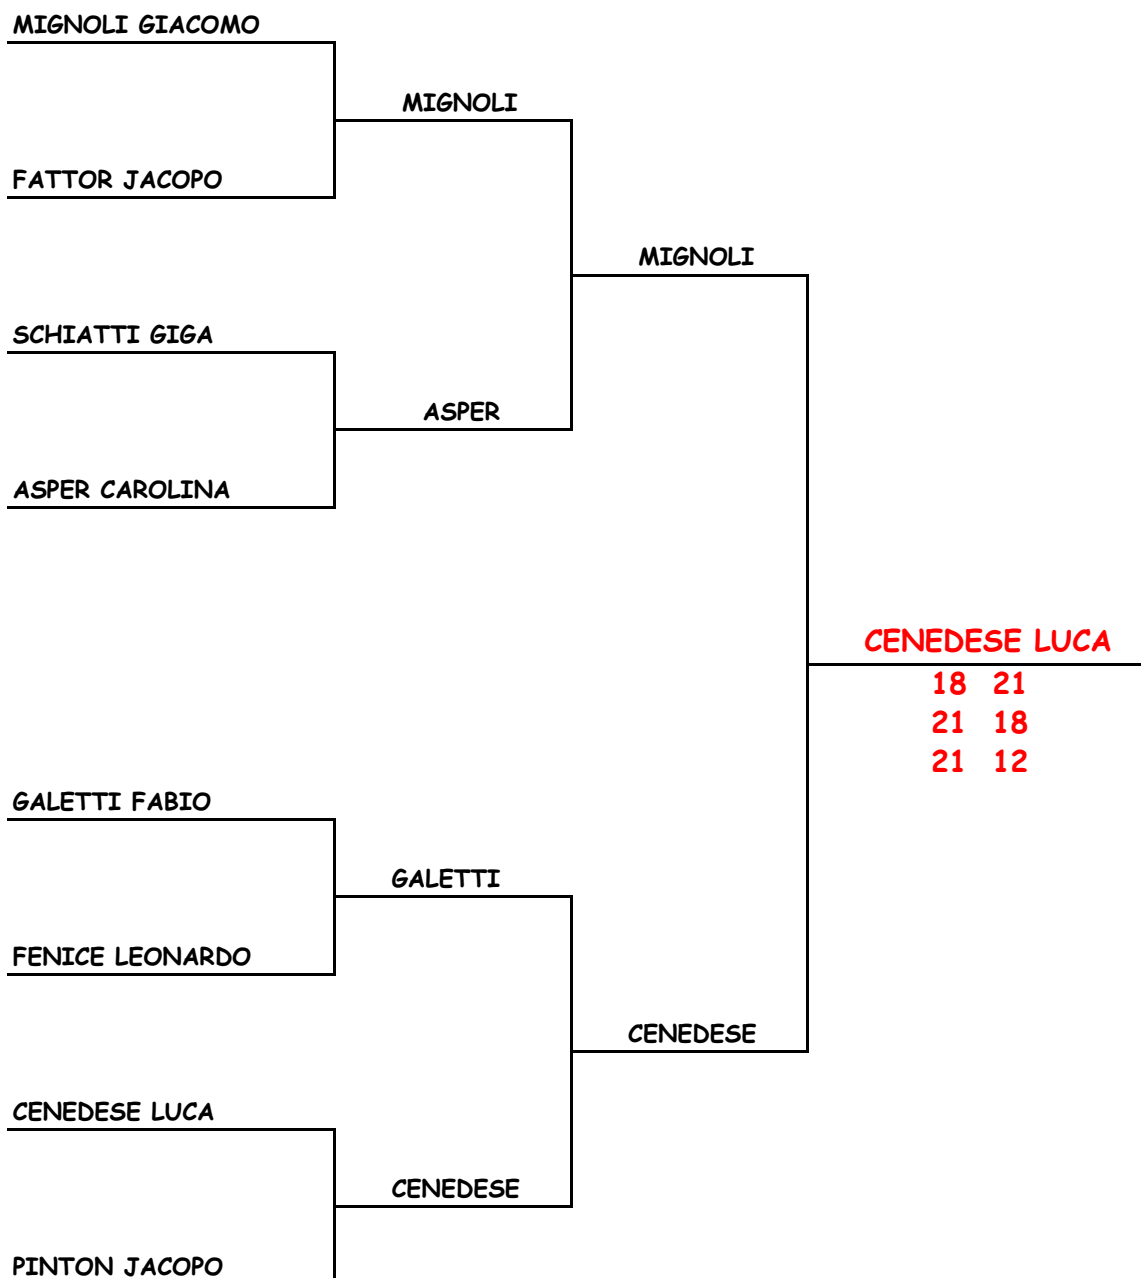 MIGNOLI GIACOMO
MIGNOLI
FATTOR JACOPO
MIGNOLI
SCHIATTI GIGA
ASPER
ASPER CAROLINA
CENEDESE LUCA
18 21
21 18
21 12
GALETTI FABIO
GALETTI
FENICE LEONARDO
CENEDESE
CENEDESE LUCA
CENEDESE
PINTON JACOPO